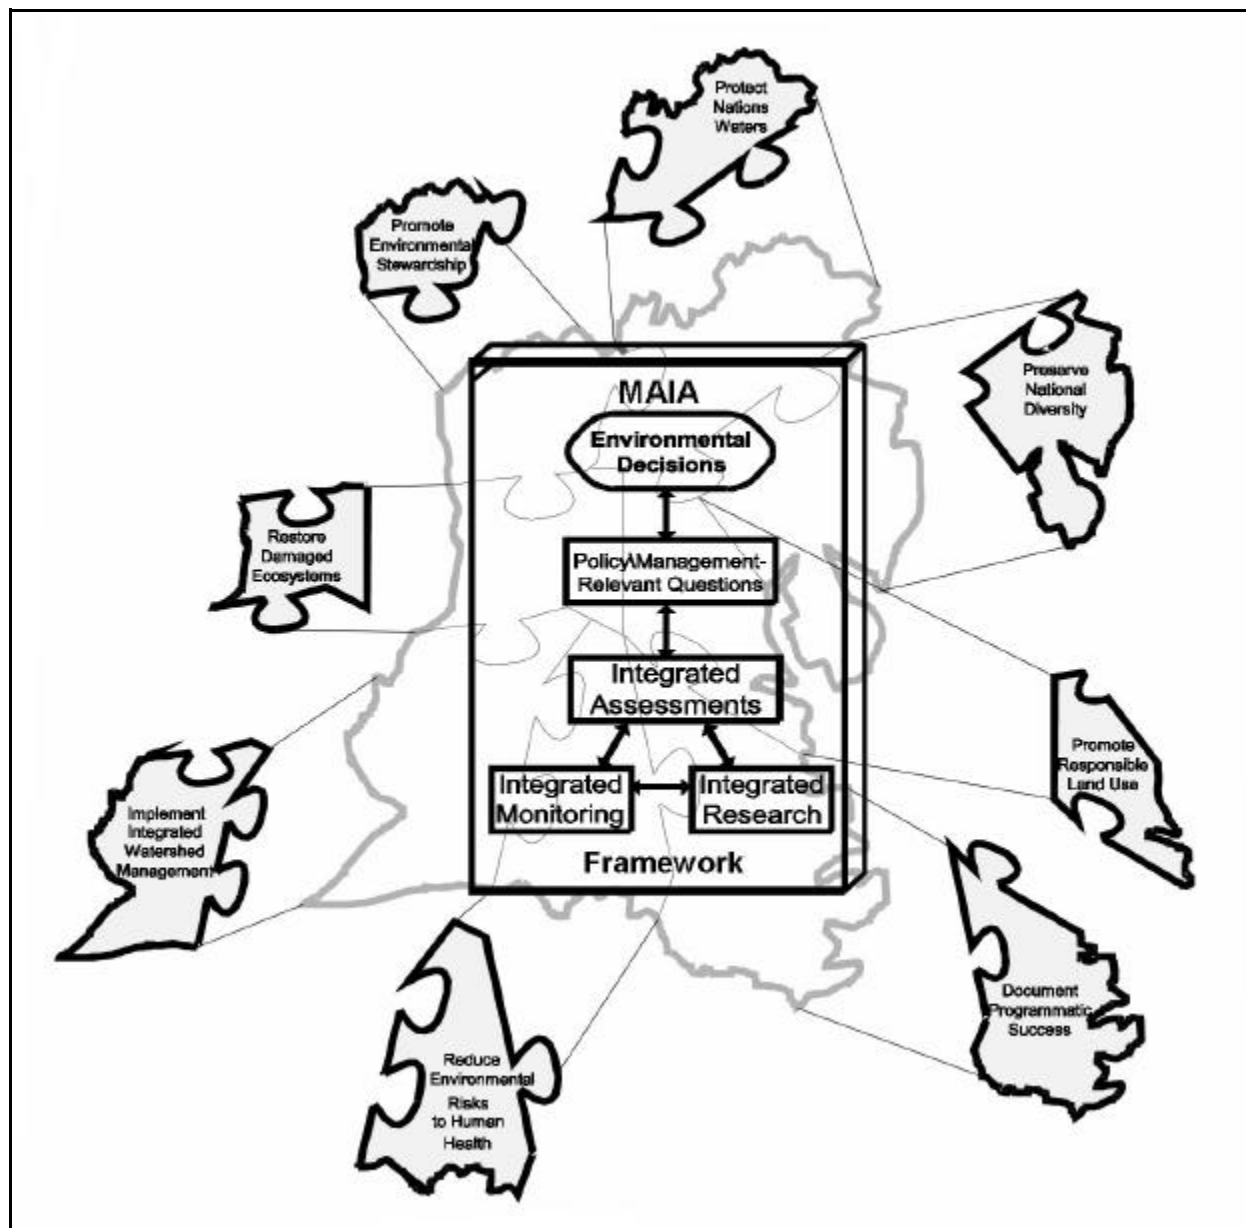 Protect
Nations
Waters
Promote
Environmental
Stewardship
Preserve
National
Diversity
MAIA
Environmental
Decisions
Policy\Management-
Relevant Questions
Restore
Damaged
Ecosystems
Integrated
Assessments
Promote
Responsible
Land Use
Integrated
Monitoring
Integrated
Research
Implement
Integrated
Watershed
Management
Framework
Document
Programmatic
Success
Reduce
Environmental
Risks
to Human
Health